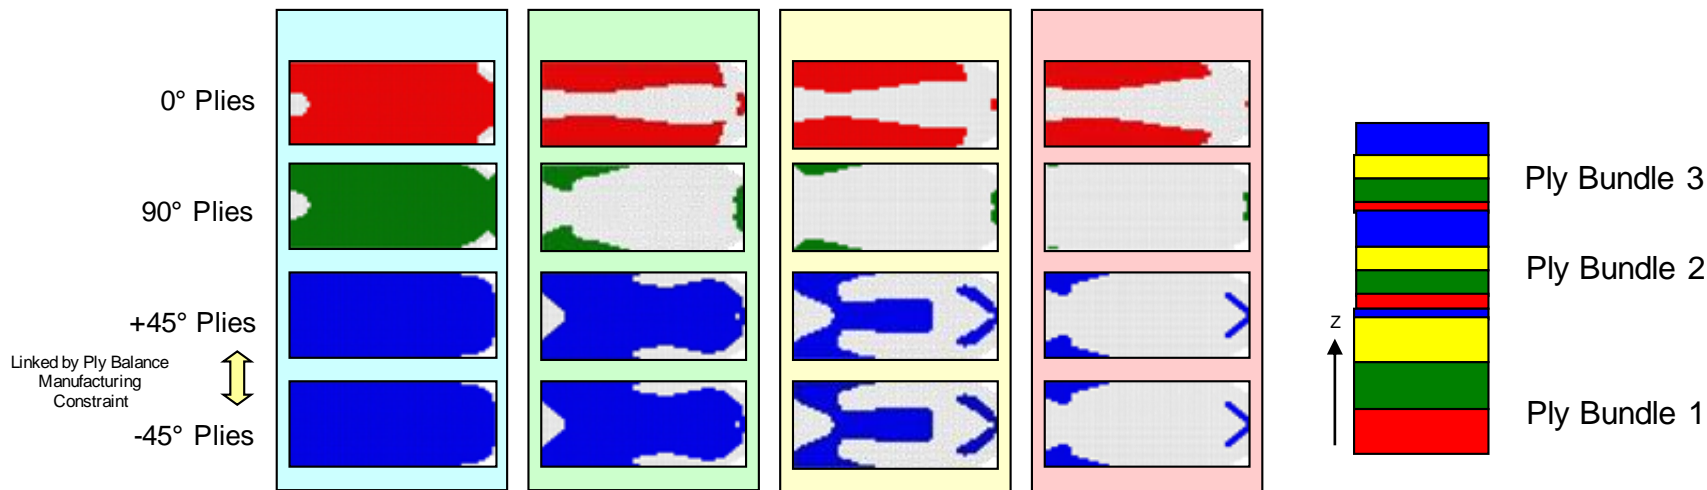 0° Plies
90° Plies
+45° Plies
Linked by Ply Balance
Manufacturing
Constraint
-45° Plies
Ply Bundle 3
Ply Bundle 2
Z
Ply Bundle 1